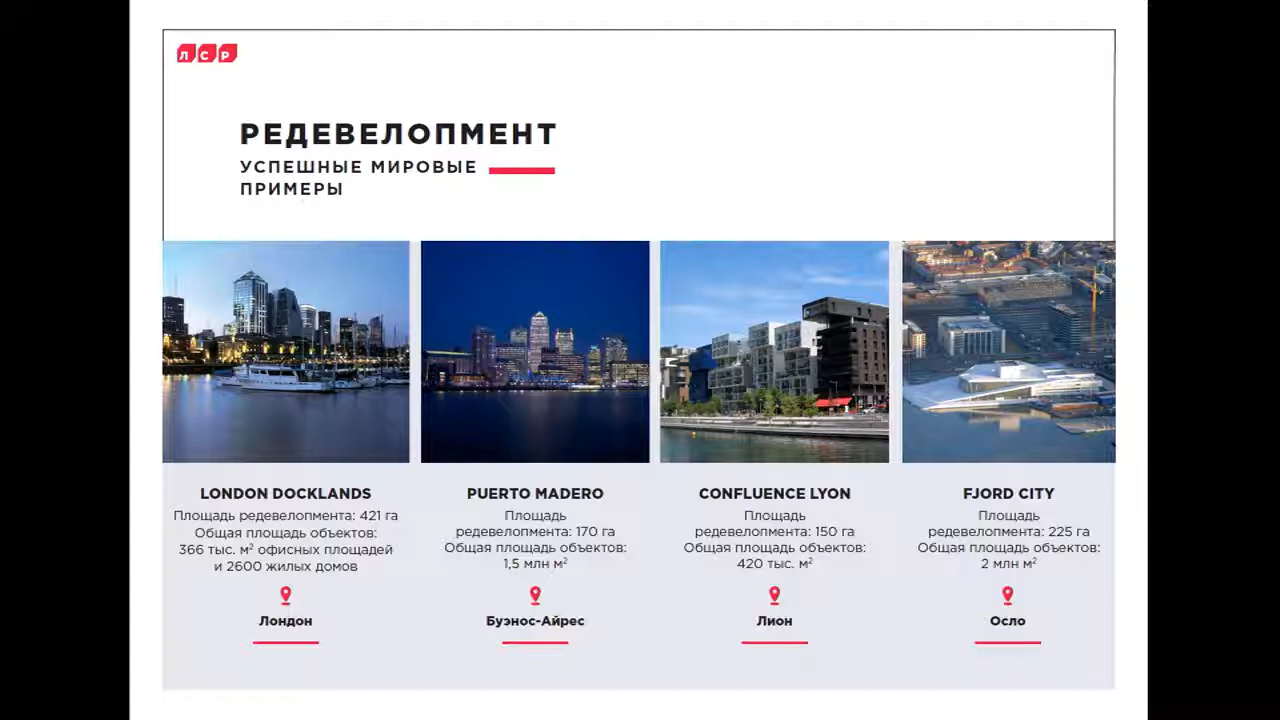 ЛСР
РЕДЕВЕЛОПМЕНТ
УСПЕШНЫЕ МИРОВЫЕ
ПРИМЕРЫ
LONDON DOCKLANDS
Площадь редевелопмента: 421 га
Общая площадь объектов:
366 тыс. м² офисных площадей
и 2600 жилых домов
Лондон
PUERTO MADERO
Площадь
редевелопмента: 170 га
Общая площадь объектов:
1,5 млн м²
Буэнос-Айрес
CONFLUENCE LYON
Площадь
редевелопмента: 150 га
Общая площадь объектов:
420 тыс. м²
Лион
FJORD CITY
Площадь
редевелопмента: 225 га
Общая площадь объектов:
2 млн м²
Осло